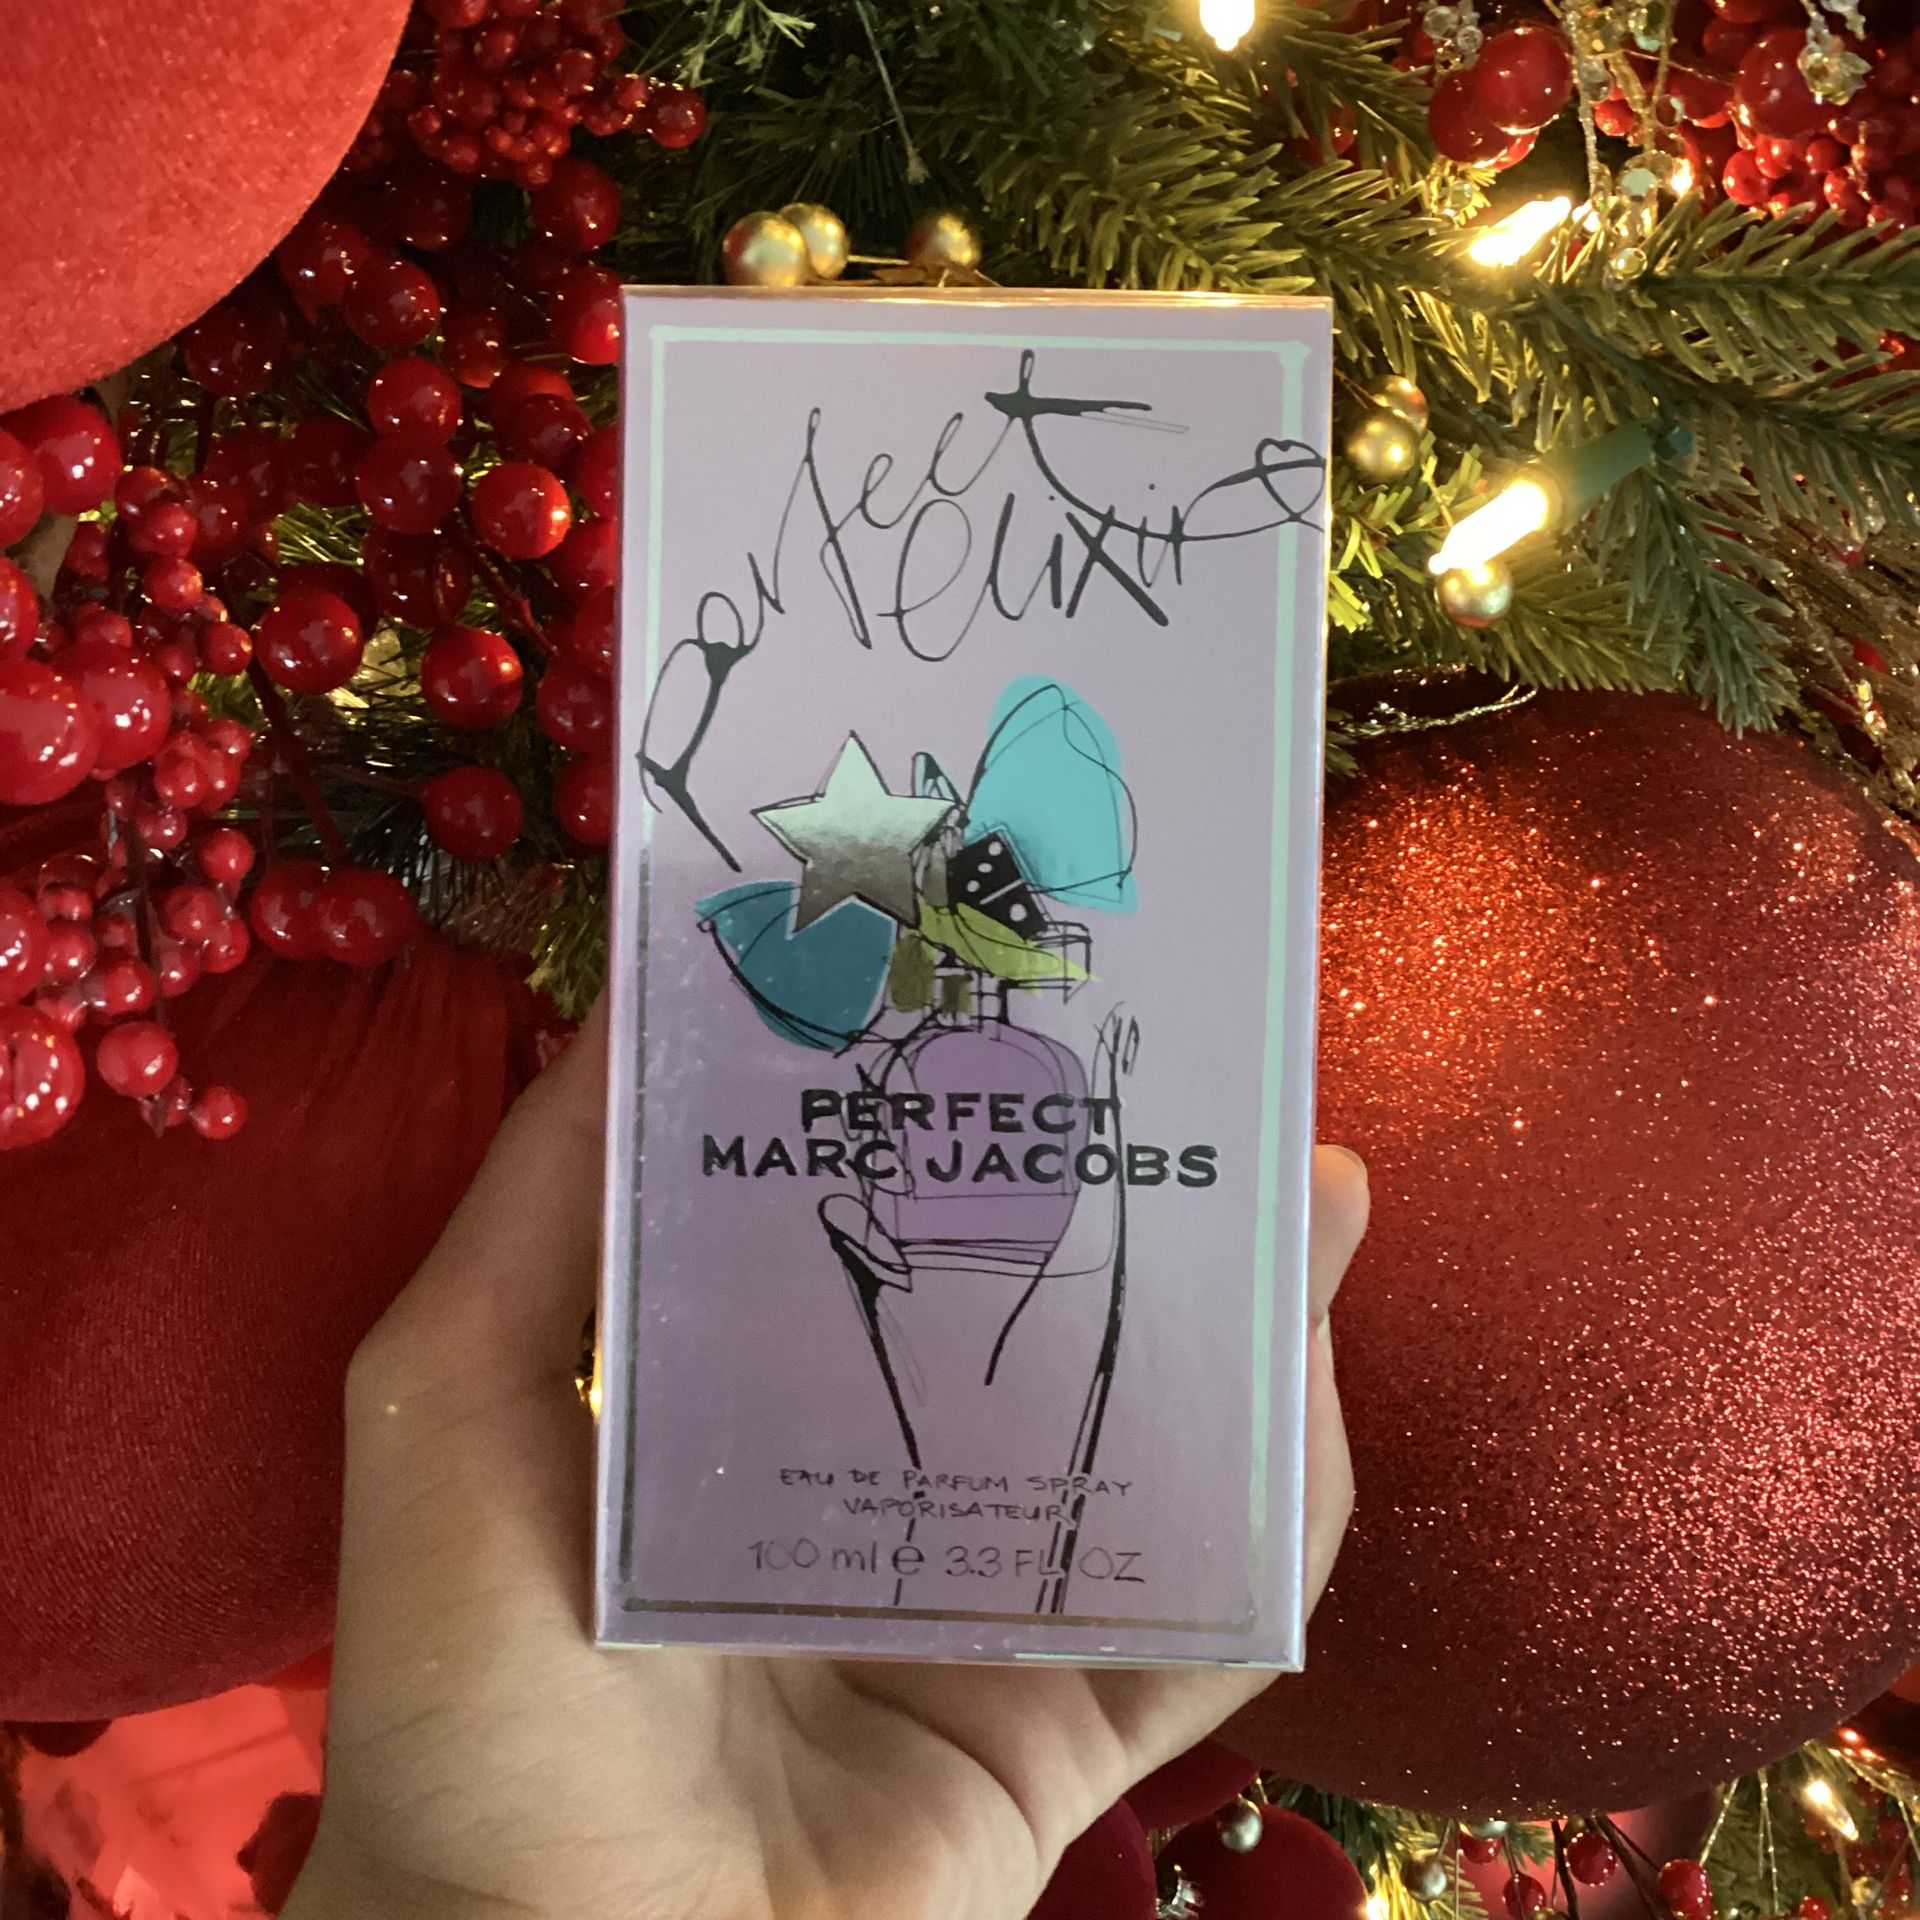 perfect
elixir
PERFECT
MARC JACOBS
EAU DE PARFUM SPRAY
VAPORISATEUR
100 ml e 3.3 FL OZ